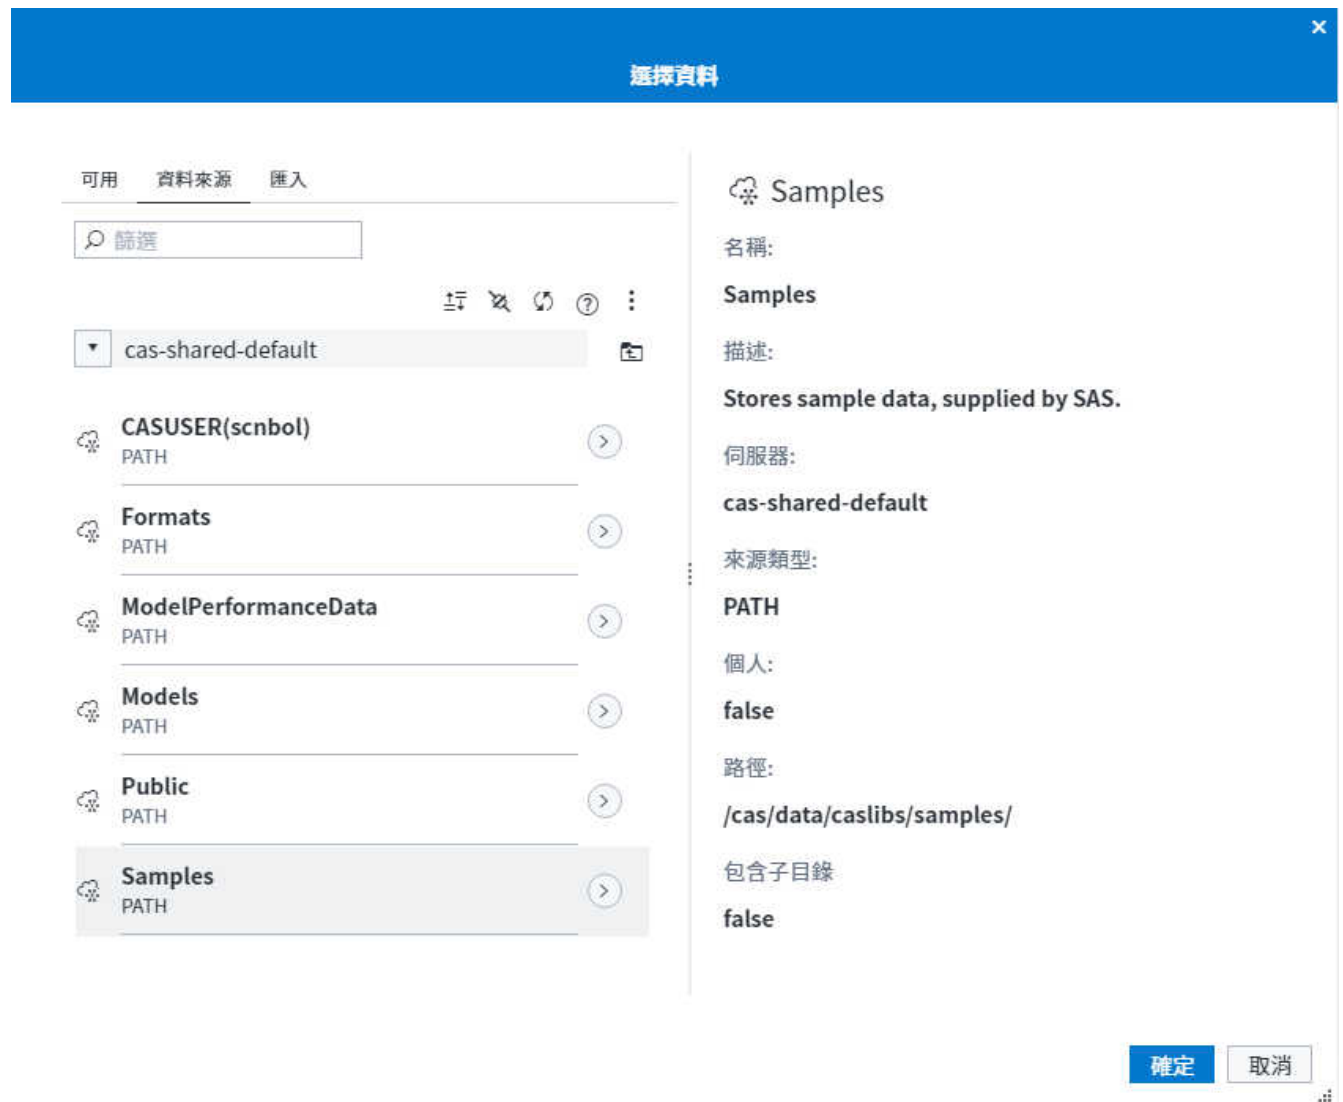 選擇資料
可用 資料來源 匯入
篩選
cas-shared-default
CASUSER(scnbol)
PATH
Formats
PATH
ModelPerformanceData
PATH
Models
PATH
Public
PATH
Samples
PATH
Samples
名稱:
Samples
描述:
Stores sample data, supplied by SAS.
伺服器:
cas-shared-default
來源類型:
PATH
個人:
false
路徑:
/cas/data/caslibs/samples/
包含子目錄
false
確定 取消